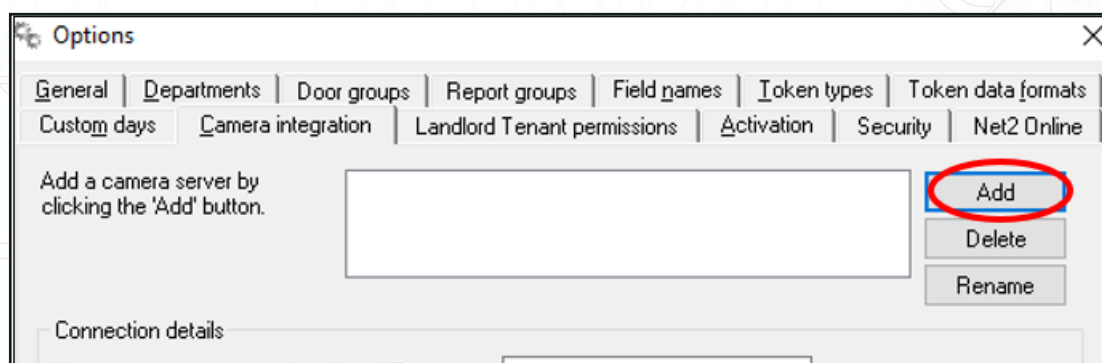 Options
General Departments Door groups Report groups Field names Token types Token data formats
Custom days Camera integration Landlord Tenant permissions Activation Security Net2 Online
Add a camera server by
clicking the 'Add' button.
Add
Delete
Rename
Connection details